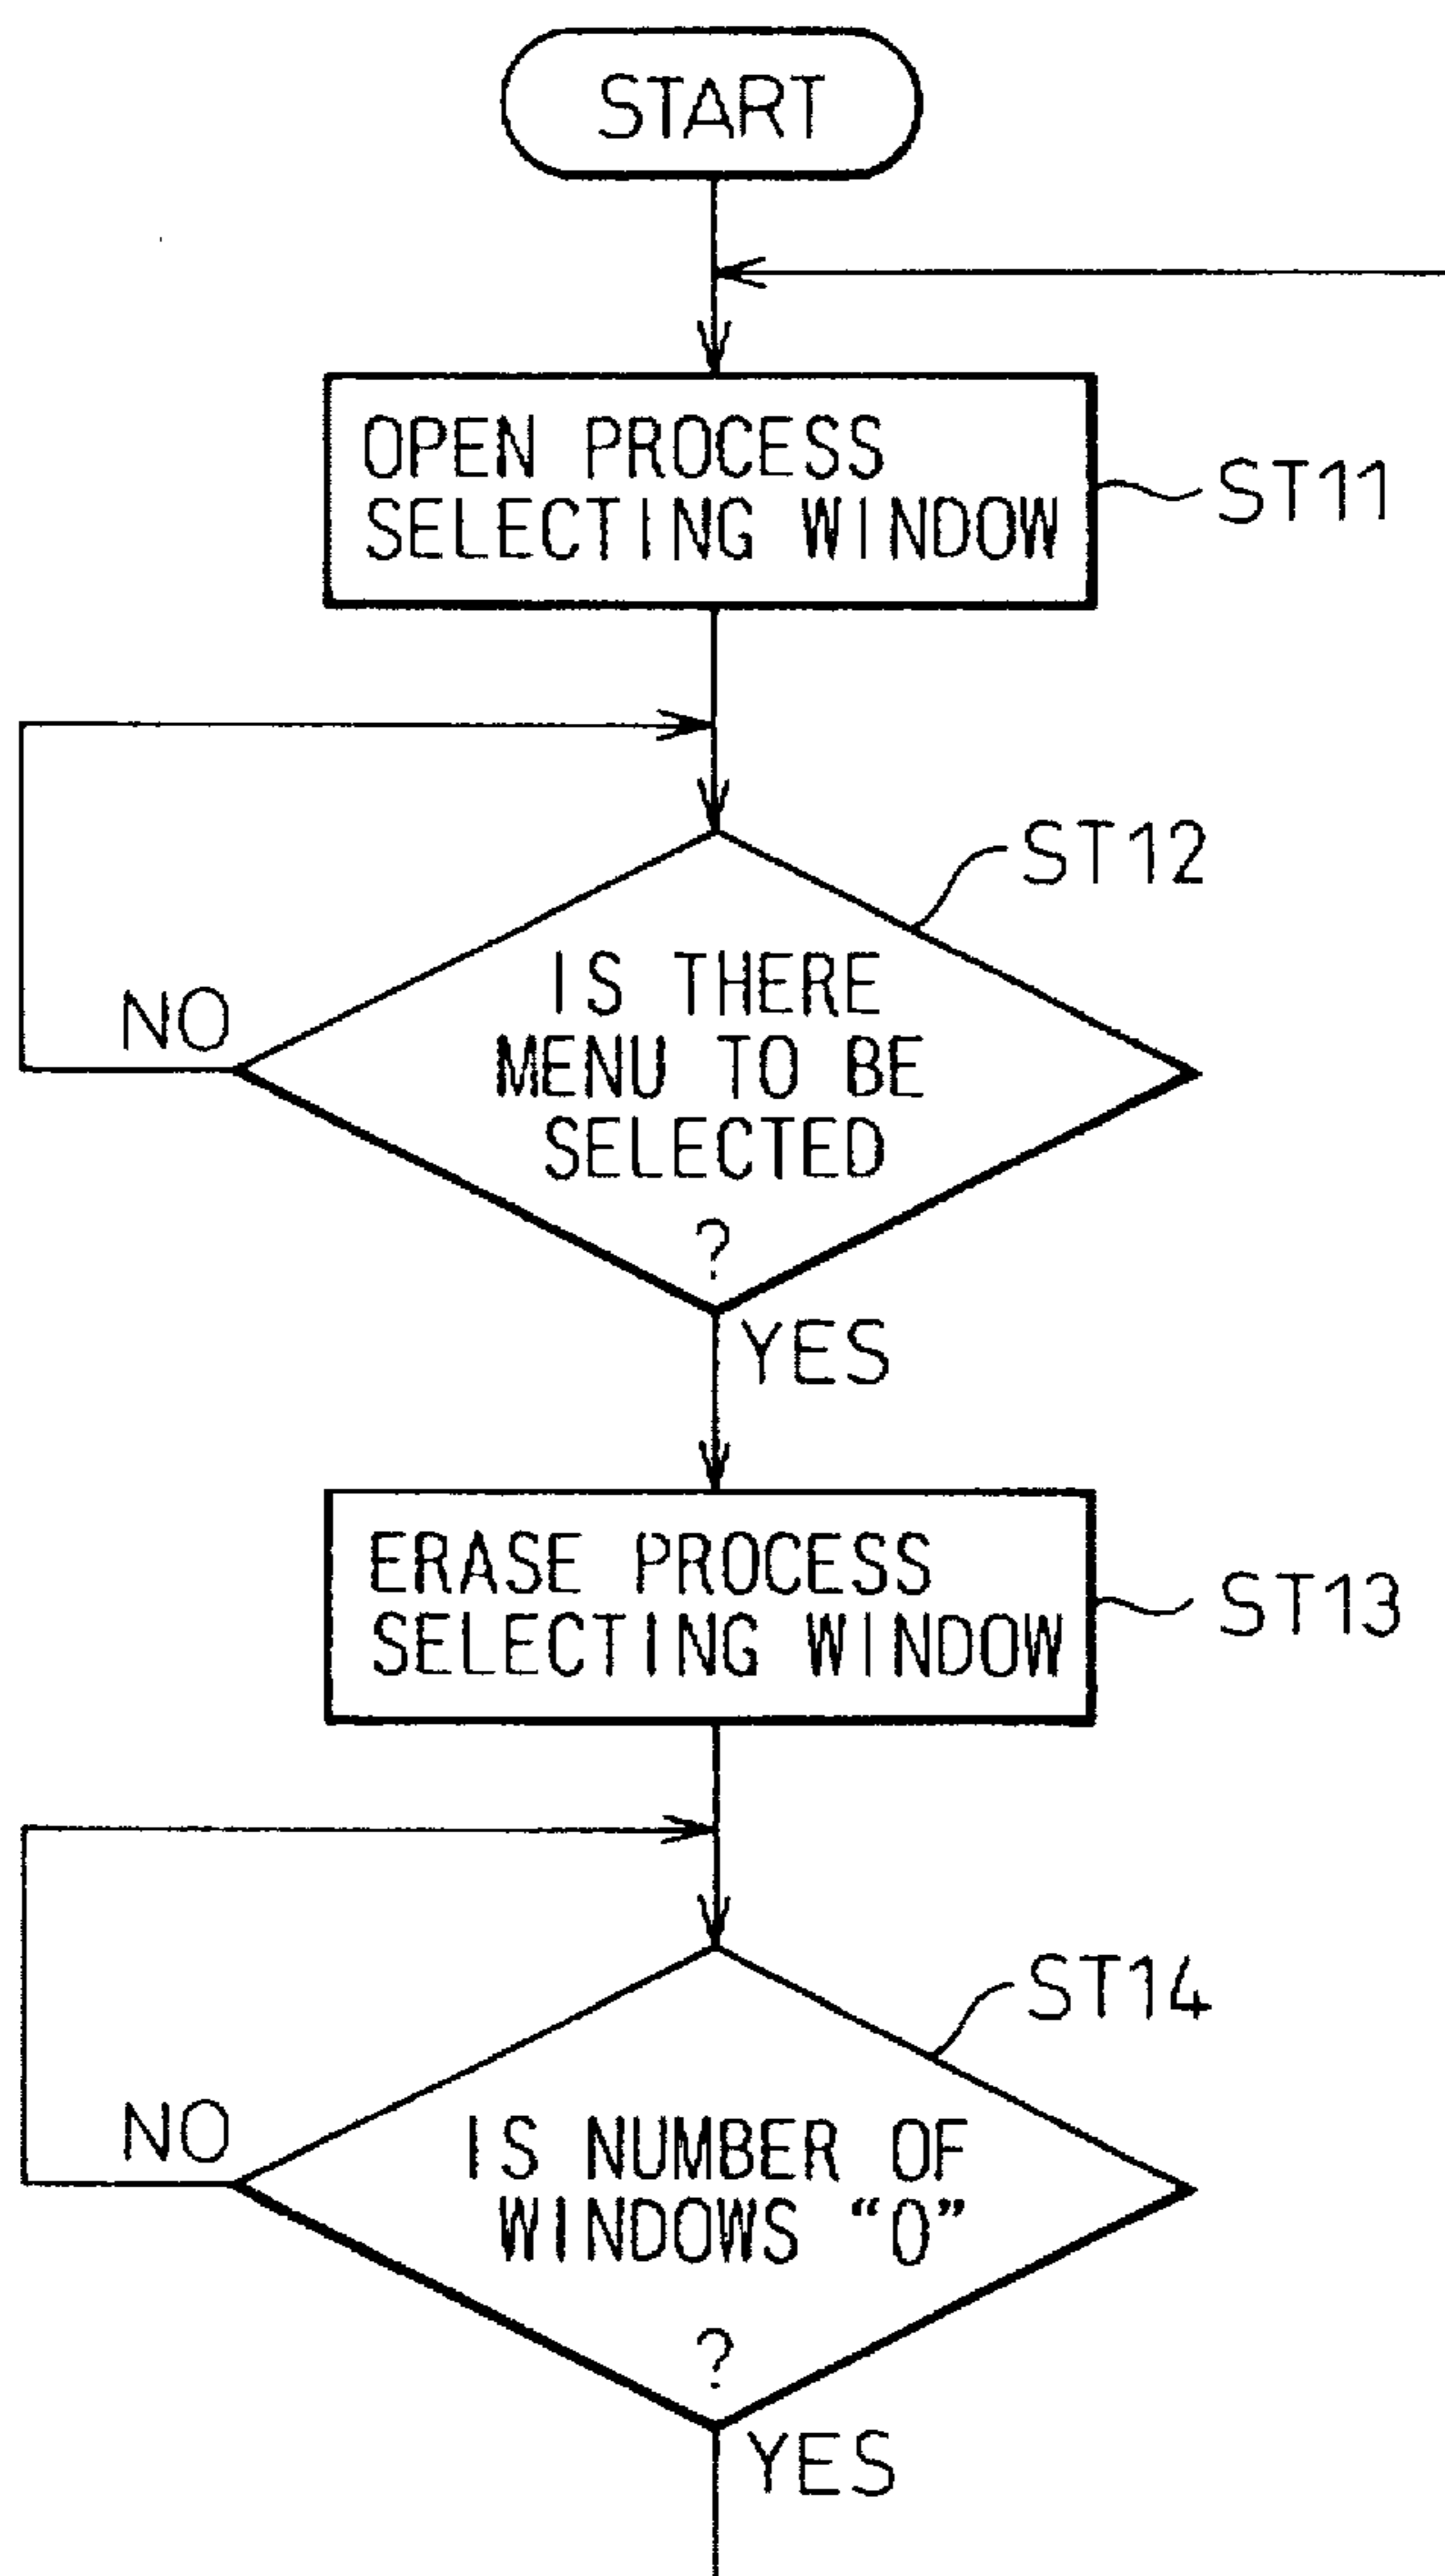 START
OPEN PROCESS
SELECTING WINDOW
ST11
ST12
IS THERE
MENU TO BE
SELECTED
?
NO
YES
ERASE PROCESS
SELECTING WINDOW
ST13
ST14
IS NUMBER OF
WINDOWS “0”
?
NO
YES